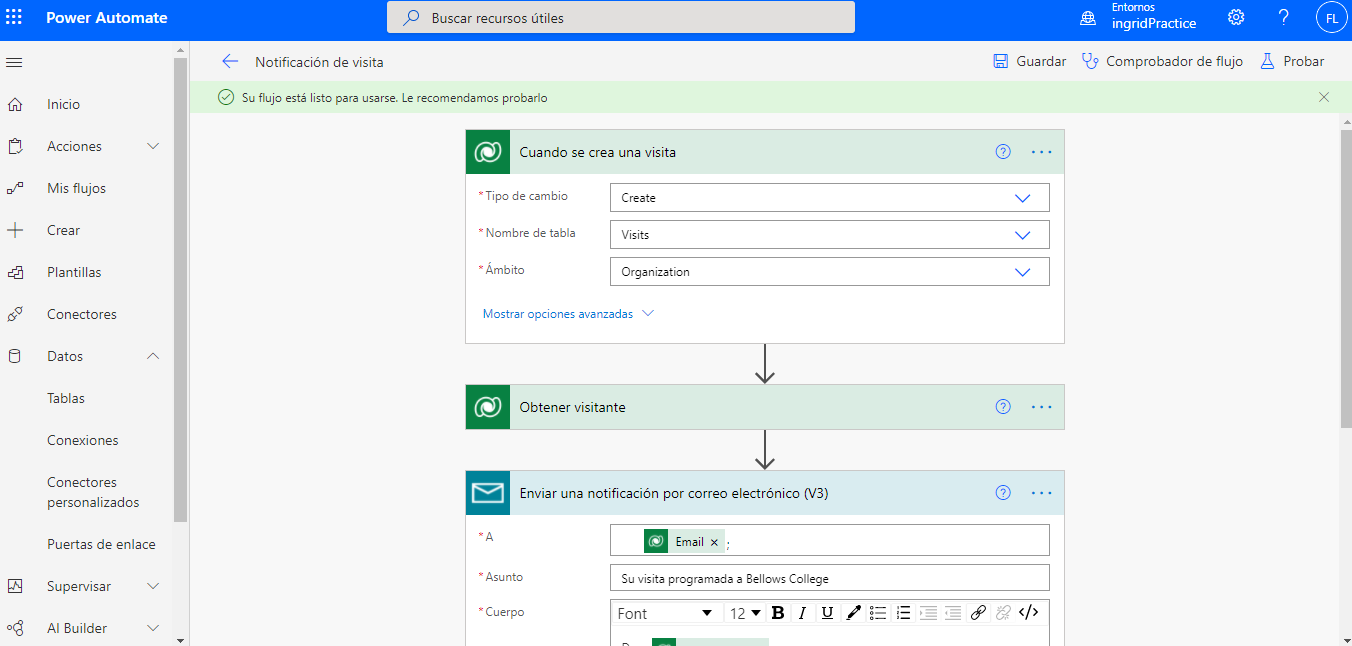 Power Automate
Buscar recursos útiles
Entornos
ingridPractice
?
FL
Notificación de visita
Guardar
Comprobador de flujo
Probar
Su flujo está listo para usarse. Le recomendamos probarlo
Inicio
Acciones
Mis flujos
Crear
Plantillas
Conectores
Datos
Tablas
Conexiones
Conectores
personalizados
Puertas de enlace
Supervisar
AI Builder
Cuando se crea una visita
?
...
*Tipo de cambio
Create
*Nombre de tabla
Visits
*Ámbito
Organization
Mostrar opciones avanzadas
Obtener visitante
?
...
Enviar una notificación por correo electrónico (V3)
?
...
*A
Email × ;
*Asunto
Su visita programada a Bellows College
*Cuerpo
Font 12 B I U </>